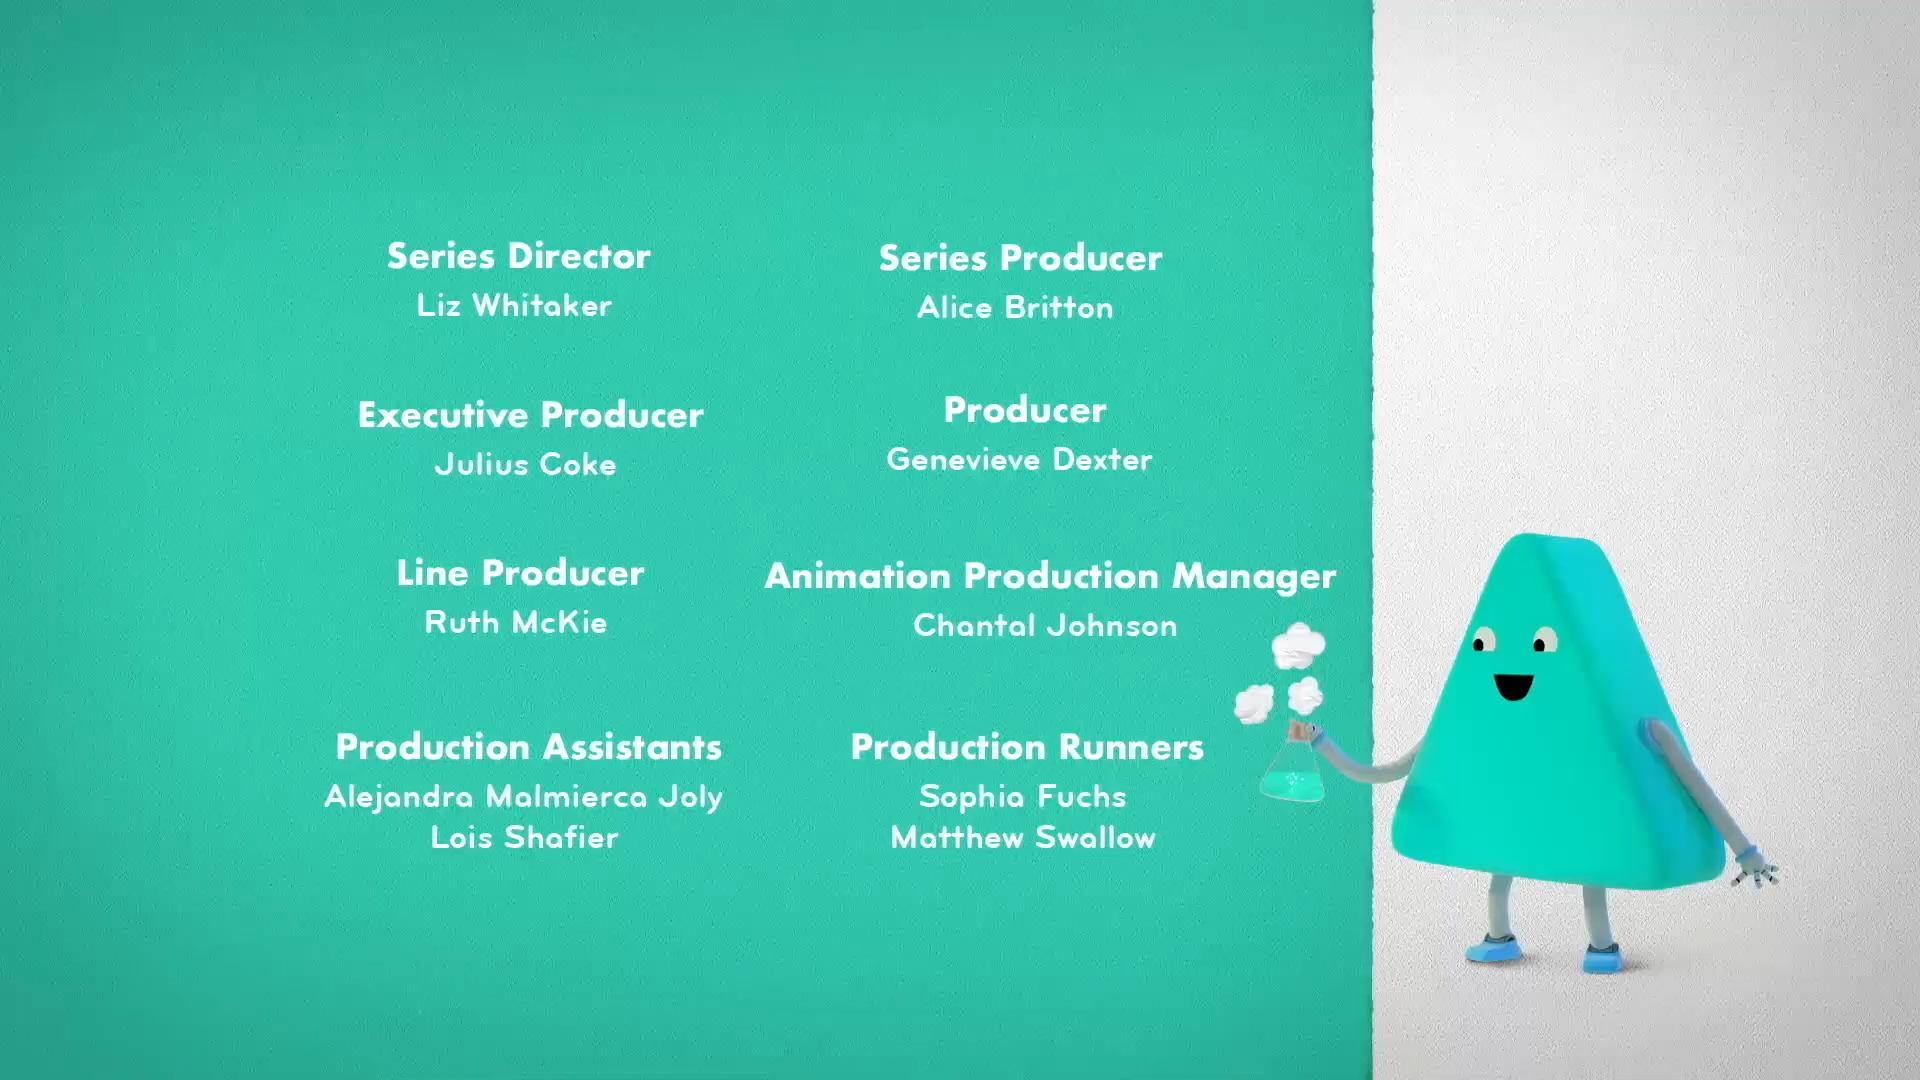 Series Director
Liz Whitaker
Series Producer
Alice Britton
Executive Producer
Julius Coke
Producer
Genevieve Dexter
Line Producer
Ruth McKie
Animation Production Manager
Chantal Johnson
Production Assistants
Alejandra Malmierca Joly
Lois Shafier
Production Runners
Sophia Fuchs
Matthew Swallow